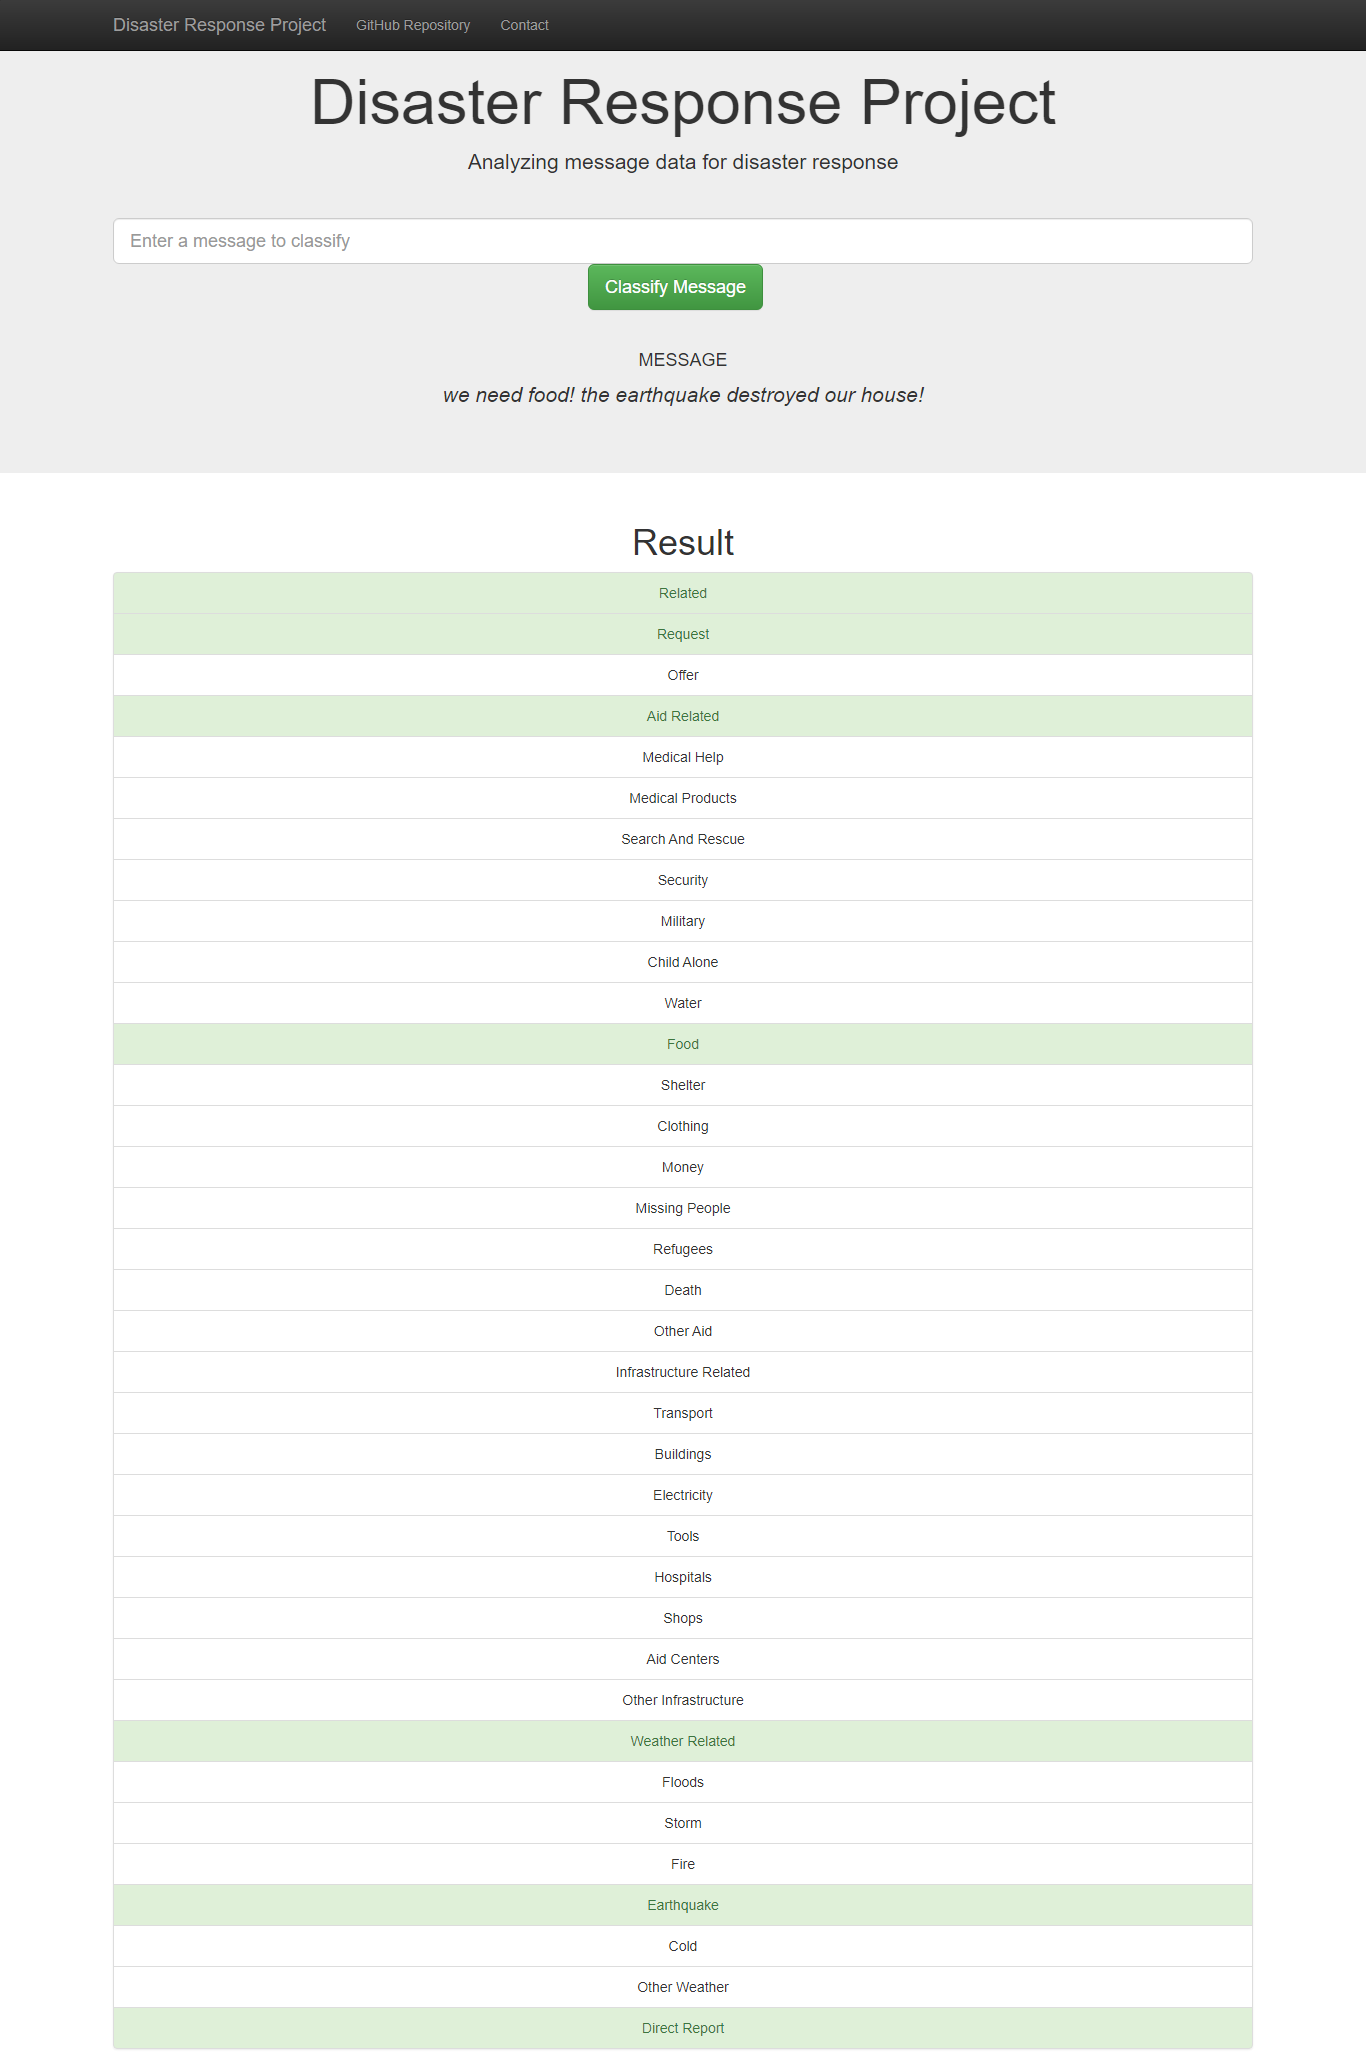 Disaster Response Project GitHub Repository Contact
Disaster Response Project
Analyzing message data for disaster response
Enter a message to classify
Classify Message
MESSAGE
we need food! the earthquake destroyed our house!
Result
Related
Request
Offer
Aid Related
Medical Help
Medical Products
Search And Rescue
Security
Military
Child Alone
Water
Food
Shelter
Clothing
Money
Missing People
Refugees
Death
Other Aid
Infrastructure Related
Transport
Buildings
Electricity
Tools
Hospitals
Shops
Aid Centers
Other Infrastructure
Weather Related
Floods
Storm
Fire
Earthquake
Cold
Other Weather
Direct Report